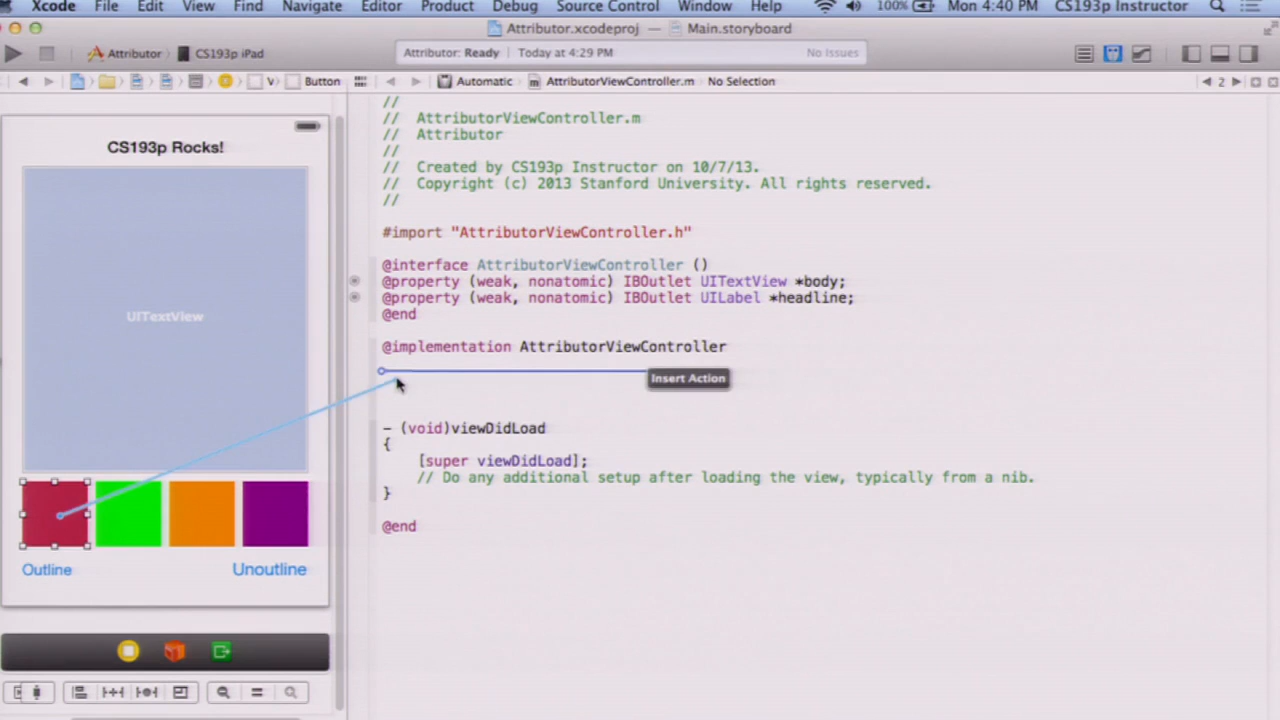 Xcode File Edit View Find Navigate Editor Product Debug Source Control Window Help 100% Mon 4:40 PM CS193p Instructor
Attributor.xcodeproj — Main.storyboard
Attributor CS193p iPad
Attributor: Ready Today at 4:29 PM No Issues
Button Automatic AttributorViewController.m No Selection 2
CS193p Rocks!
UITextView
Outline Unoutline
//
// AttributorViewController.m
// Attributor
//
// Created by CS193p Instructor on 10/7/13.
// Copyright (c) 2013 Stanford University. All rights reserved.
//
#import "AttributorViewController.h"
@interface AttributorViewController ()
@property (weak, nonatomic) IBOutlet UITextView *body;
@property (weak, nonatomic) IBOutlet UILabel *headline;
@end
@implementation AttributorViewController
Insert Action
- (void)viewDidLoad
{
[super viewDidLoad];
// Do any additional setup after loading the view, typically from a nib.
}
@end